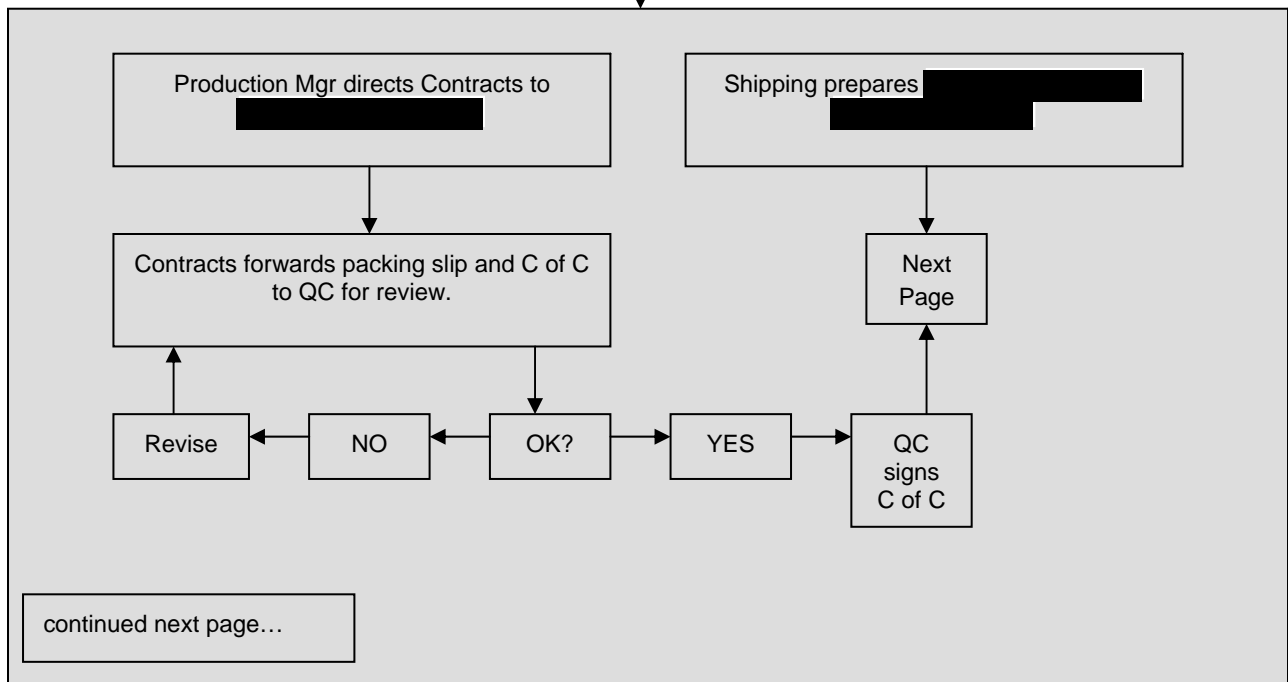 Production Mgr directs Contracts to
Shipping prepares
Contracts forwards packing slip and C of C
to QC for review.
Next
Page
Revise
NO
OK?
YES
QC
signs
C of C
continued next page…